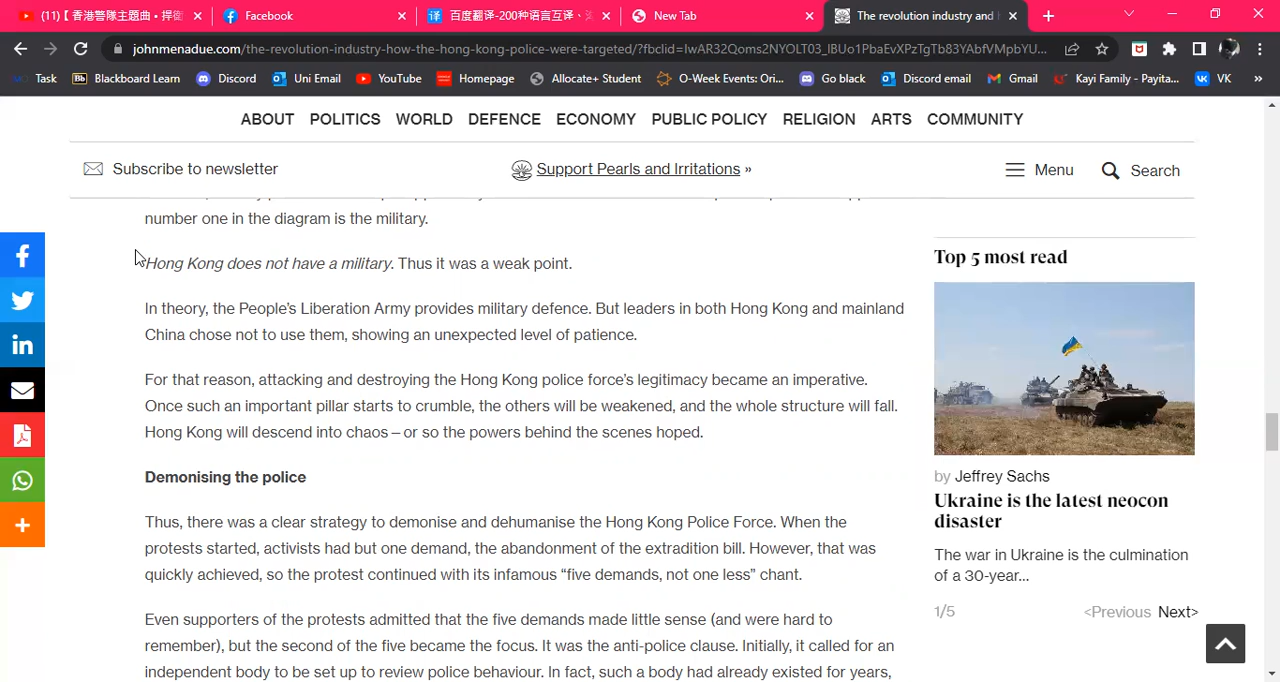 (11)【 香港警隊主題曲 • 捍衛
Facebook
百度翻译-200种语言互译、
New Tab
The revolution industry and
johnmenadue.com/the-revolution-industry-how-the-hong-kong-police-were-targeted/?fbclid=IwAR32Qoms2NYOLT03_lBUo1PbaEvXPzTgTb83YAbfVMpbYU...
Task
Bb Blackboard Learn
Discord
Uni Email
YouTube
Homepage
Allocate+ Student
O-Week Events: Ori...
Go black
Discord email
Gmail
Kayi Family - Payita...
VK
»
ABOUT POLITICS WORLD DEFENCE ECONOMY PUBLIC POLICY RELIGION ARTS COMMUNITY
Subscribe to newsletter
Support Pearls and Irritations »
Menu
Search
number one in the diagram is the military.
Hong Kong does not have a military. Thus it was a weak point.
In theory, the People's Liberation Army provides military defence. But leaders in both Hong Kong and mainland
China chose not to use them, showing an unexpected level of patience.
For that reason, attacking and destroying the Hong Kong police force's legitimacy became an imperative.
Once such an important pillar starts to crumble, the others will be weakened, and the whole structure will fall.
Hong Kong will descend into chaos – or so the powers behind the scenes hoped.
Demonising the police
Thus, there was a clear strategy to demonise and dehumanise the Hong Kong Police Force. When the
protests started, activists had but one demand, the abandonment of the extradition bill. However, that was
quickly achieved, so the protest continued with its infamous “five demands, not one less” chant.
Even supporters of the protests admitted that the five demands made little sense (and were hard to
remember), but the second of the five became the focus. It was the anti-police clause. Initially, it called for an
independent body to be set up to review police behaviour. In fact, such a body had already existed for years,
Top 5 most read
by Jeffrey Sachs
Ukraine is the latest neocon
disaster
The war in Ukraine is the culmination
of a 30-year...
1/5
<Previous Next>